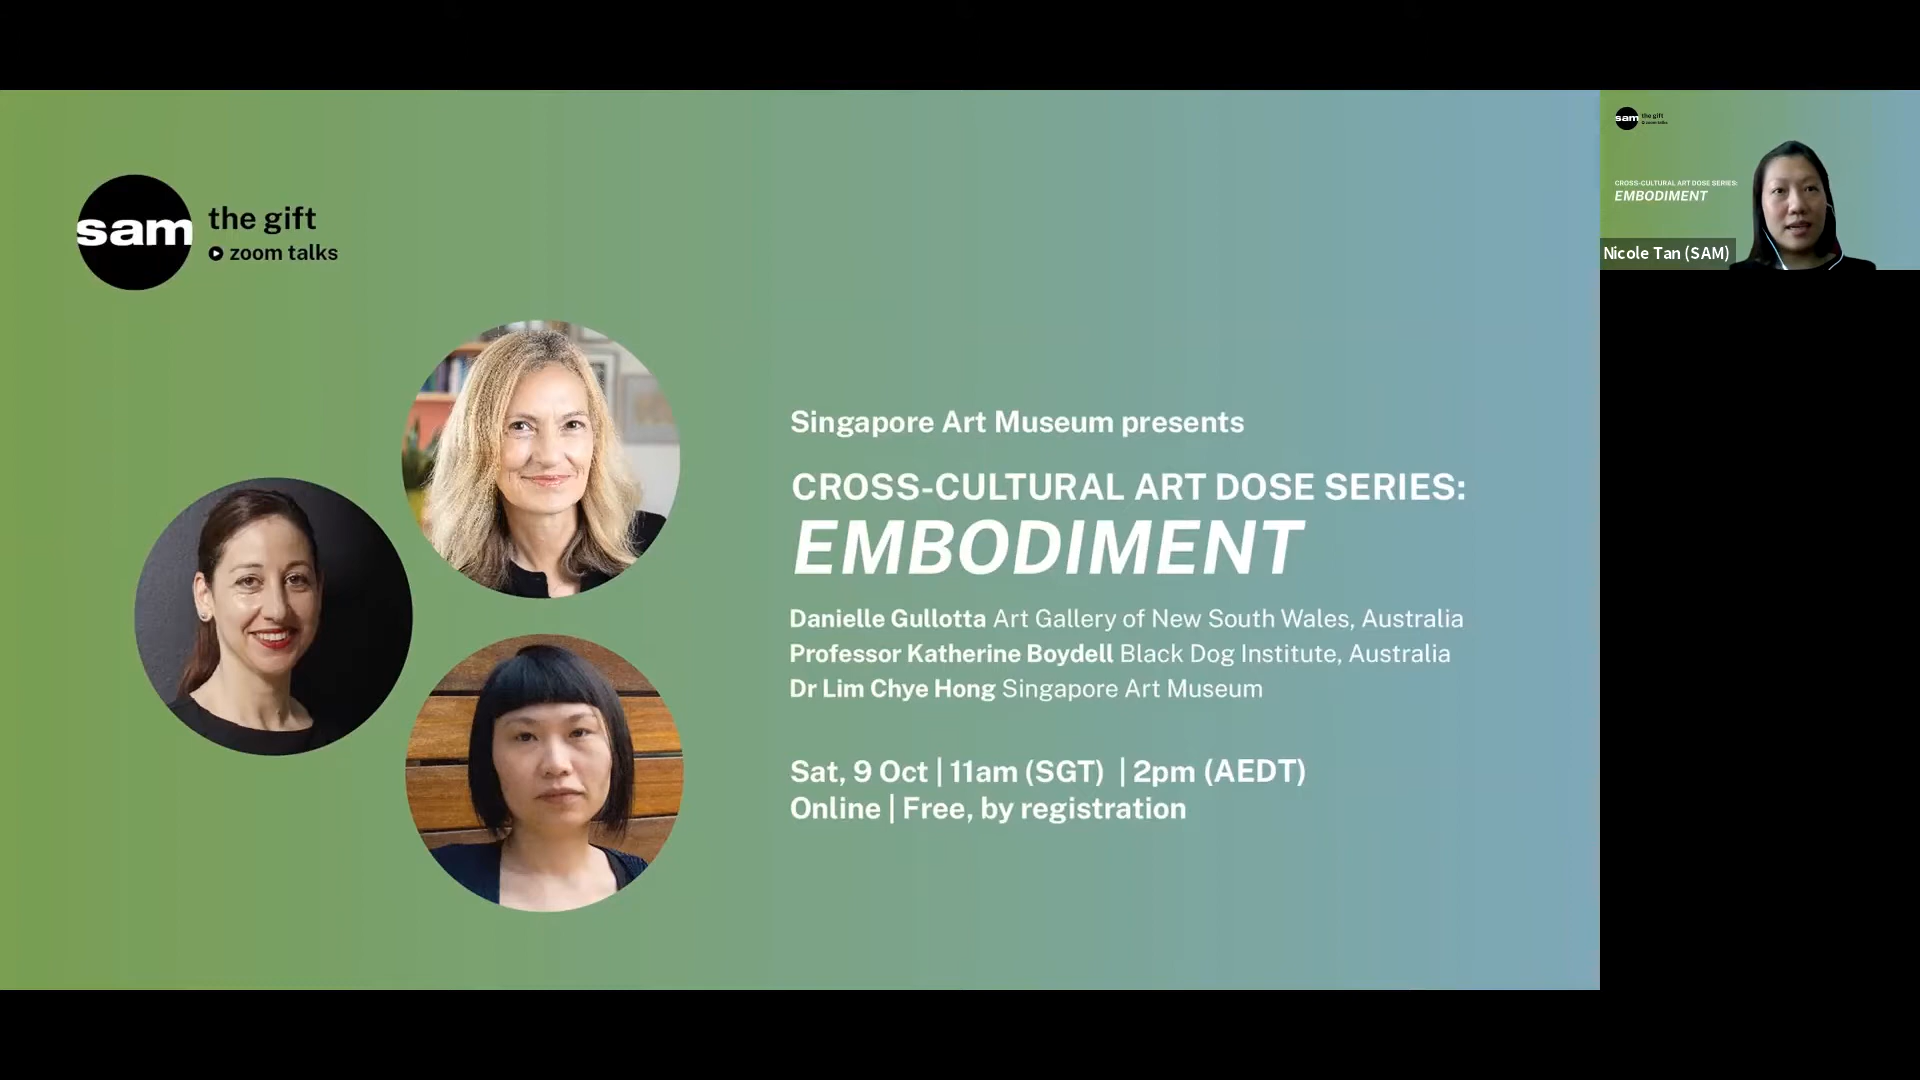 sam
the gift
zoom talks
Singapore Art Museum presents
CROSS-CULTURAL ART DOSE SERIES:
EMBODIMENT
Danielle Gullotta Art Gallery of New South Wales, Australia
Professor Katherine Boydell Black Dog Institute, Australia
Dr Lim Chye Hong Singapore Art Museum
Sat, 9 Oct | 11am (SGT) | 2pm (AEDT)
Online | Free, by registration
sam
the gift
zoom talks
CROSS-CULTURAL ART DOSE SERIES:
EMBODIMENT
Nicole Tan (SAM)